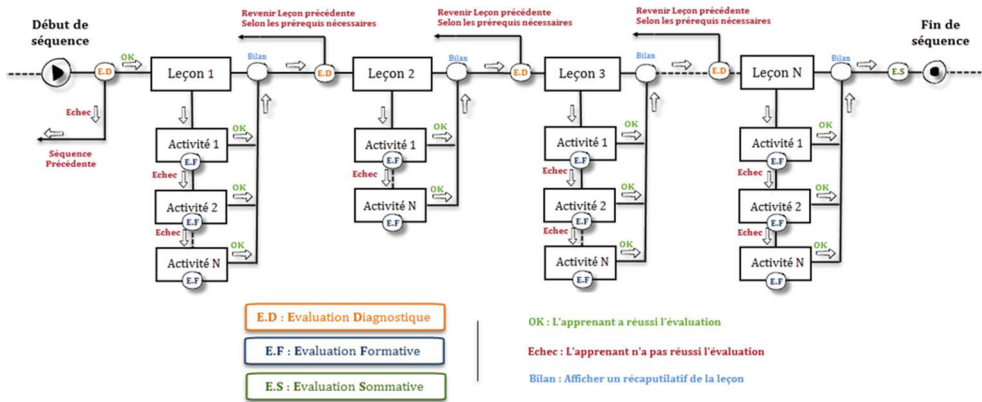 Début de
séquence
Revenir Leçon précédente
Selon les prérequis nécessaires
Revenir Leçon précédente
Selon les prérequis nécessaires
Revenir Leçon précédente
Selon les prérequis nécessaires
Fin de
séquence
E.D
OK
Leçon 1
Bilan
E.D
Leçon 2
Bilan
E.D
Leçon 3
Bilan
E.D
Leçon N
Bilan
E.S
Echec
Séquence
Précédente
Activité 1
OK
E.F
Echec
Activité 2
OK
E.F
Echec
Activité N
OK
E.F
Activité 1
OK
E.F
Echec
Activité N
OK
E.F
Activité 1
OK
E.F
Echec
Activité 2
OK
E.F
Echec
Activité N
OK
E.F
Activité 1
OK
E.F
Echec
Activité 2
OK
E.F
Echec
Activité N
OK
E.F
E.D : Evaluation Diagnostique
E.F : Evaluation Formative
E.S : Evaluation Sommative
OK : L'apprenant a réussi l'évaluation
Echec : L'apprenant n'a pas réussi l'évaluation
Bilan : Afficher un récaputilatif de la leçon